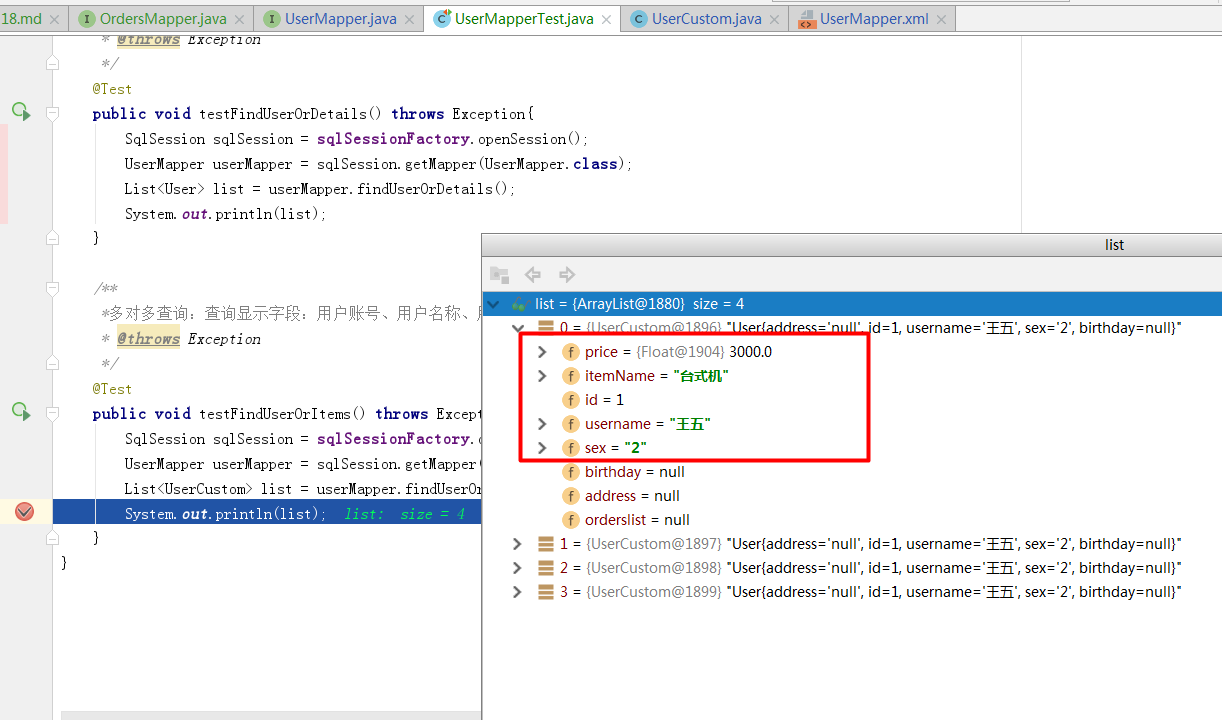 18.md OrdersMapper.java UserMapper.java UserMapperTest.java UserCustom.java UserMapper.xml
* @throws Exception
*/
@Test
public void testFindUserOrDetails() throws Exception{
SqlSession sqlSession = sqlSessionFactory.openSession();
UserMapper userMapper = sqlSession.getMapper(UserMapper.class);
List<User> list = userMapper.findUserOrDetails();
System.out.println(list);
}
/**
*多对多查询：查询显示字段：用户账号、用户名称、
* @throws Exception
*/
@Test
public void testFindUserOrItems() throws Except
SqlSession sqlSession = sqlSessionFactory.
UserMapper userMapper = sqlSession.getMapper(
List<UserCustom> list = userMapper.findUserOr
System.out.println(list); list: size = 4
}
}
list
list = {ArrayList@1880} size = 4
0 = {UserCustom@1896} "User{address='null', id=1, username='王五', sex='2', birthday=null}"
f price = {Float@1904} 3000.0
f itemName = "台式机"
f id = 1
f username = "王五"
f sex = "2"
f birthday = null
f address = null
f orderslist = null
1 = {UserCustom@1897} "User{address='null', id=1, username='王五', sex='2', birthday=null}"
2 = {UserCustom@1898} "User{address='null', id=1, username='王五', sex='2', birthday=null}"
3 = {UserCustom@1899} "User{address='null', id=1, username='王五', sex='2', birthday=null}"